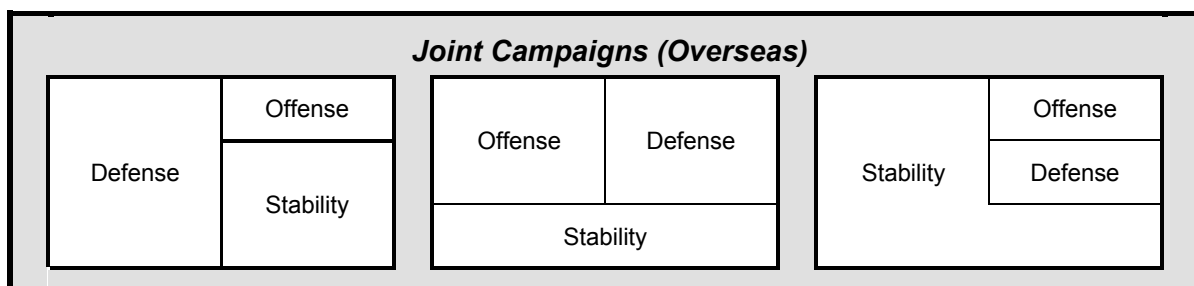 Joint Campaigns (Overseas)
Defense
Offense
Stability
Offense
Defense
Stability
Stability
Offense
Defense